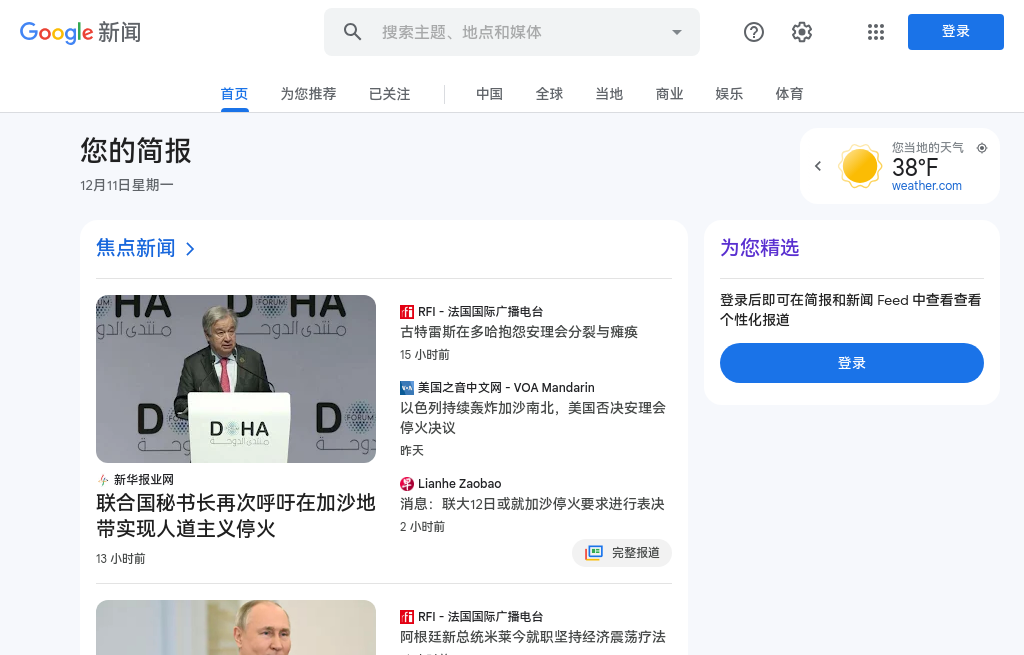 Google 新闻
搜索主题、地点和媒体
登录
首页
为您推荐
已关注
中国
全球
当地
商业
娱乐
体育
您的简报
12月11日星期一
您当地的天气
38°F
weather.com
焦点新闻
DOHA
FORUM
منتدى الدوحة
DOHA
منتدى الدوحة
新华报业网
联合国秘书长再次呼吁在加沙地
带实现人道主义停火
13 小时前
RFI - 法国国际广播电台
古特雷斯在多哈抱怨安理会分裂与瘫痪
15 小时前
VOA
美国之音中文网 - VOA Mandarin
以色列持续轰炸加沙南北，美国否决安理会
停火决议
昨天
早
Lianhe Zaobao
消息：联大12日或就加沙停火要求进行表决
2 小时前
完整报道
RFI - 法国国际广播电台
阿根廷新总统米莱今就职坚持经济震荡疗法
为您精选
登录后即可在简报和新闻 Feed 中查看查看
个性化报道
登录